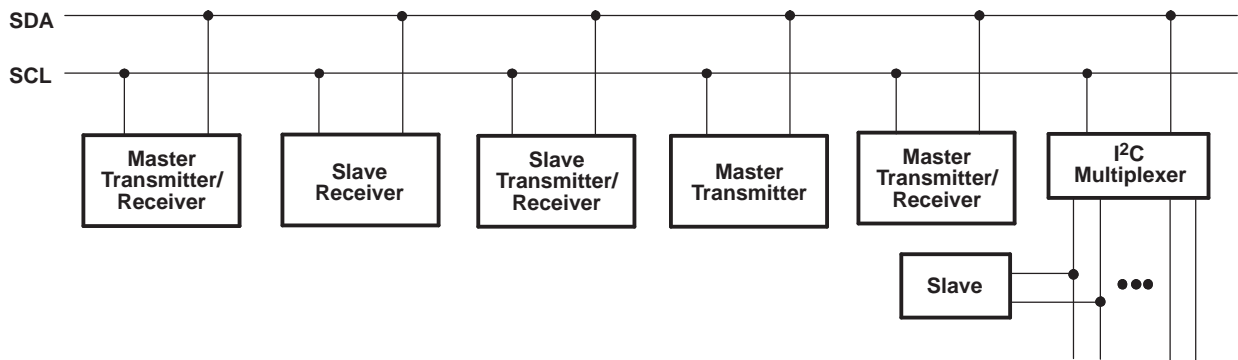 SDA
SCL
Master
Transmitter/
Receiver
Slave
Receiver
Slave
Transmitter/
Receiver
Master
Transmitter
Master
Transmitter/
Receiver
I²C
Multiplexer
Slave